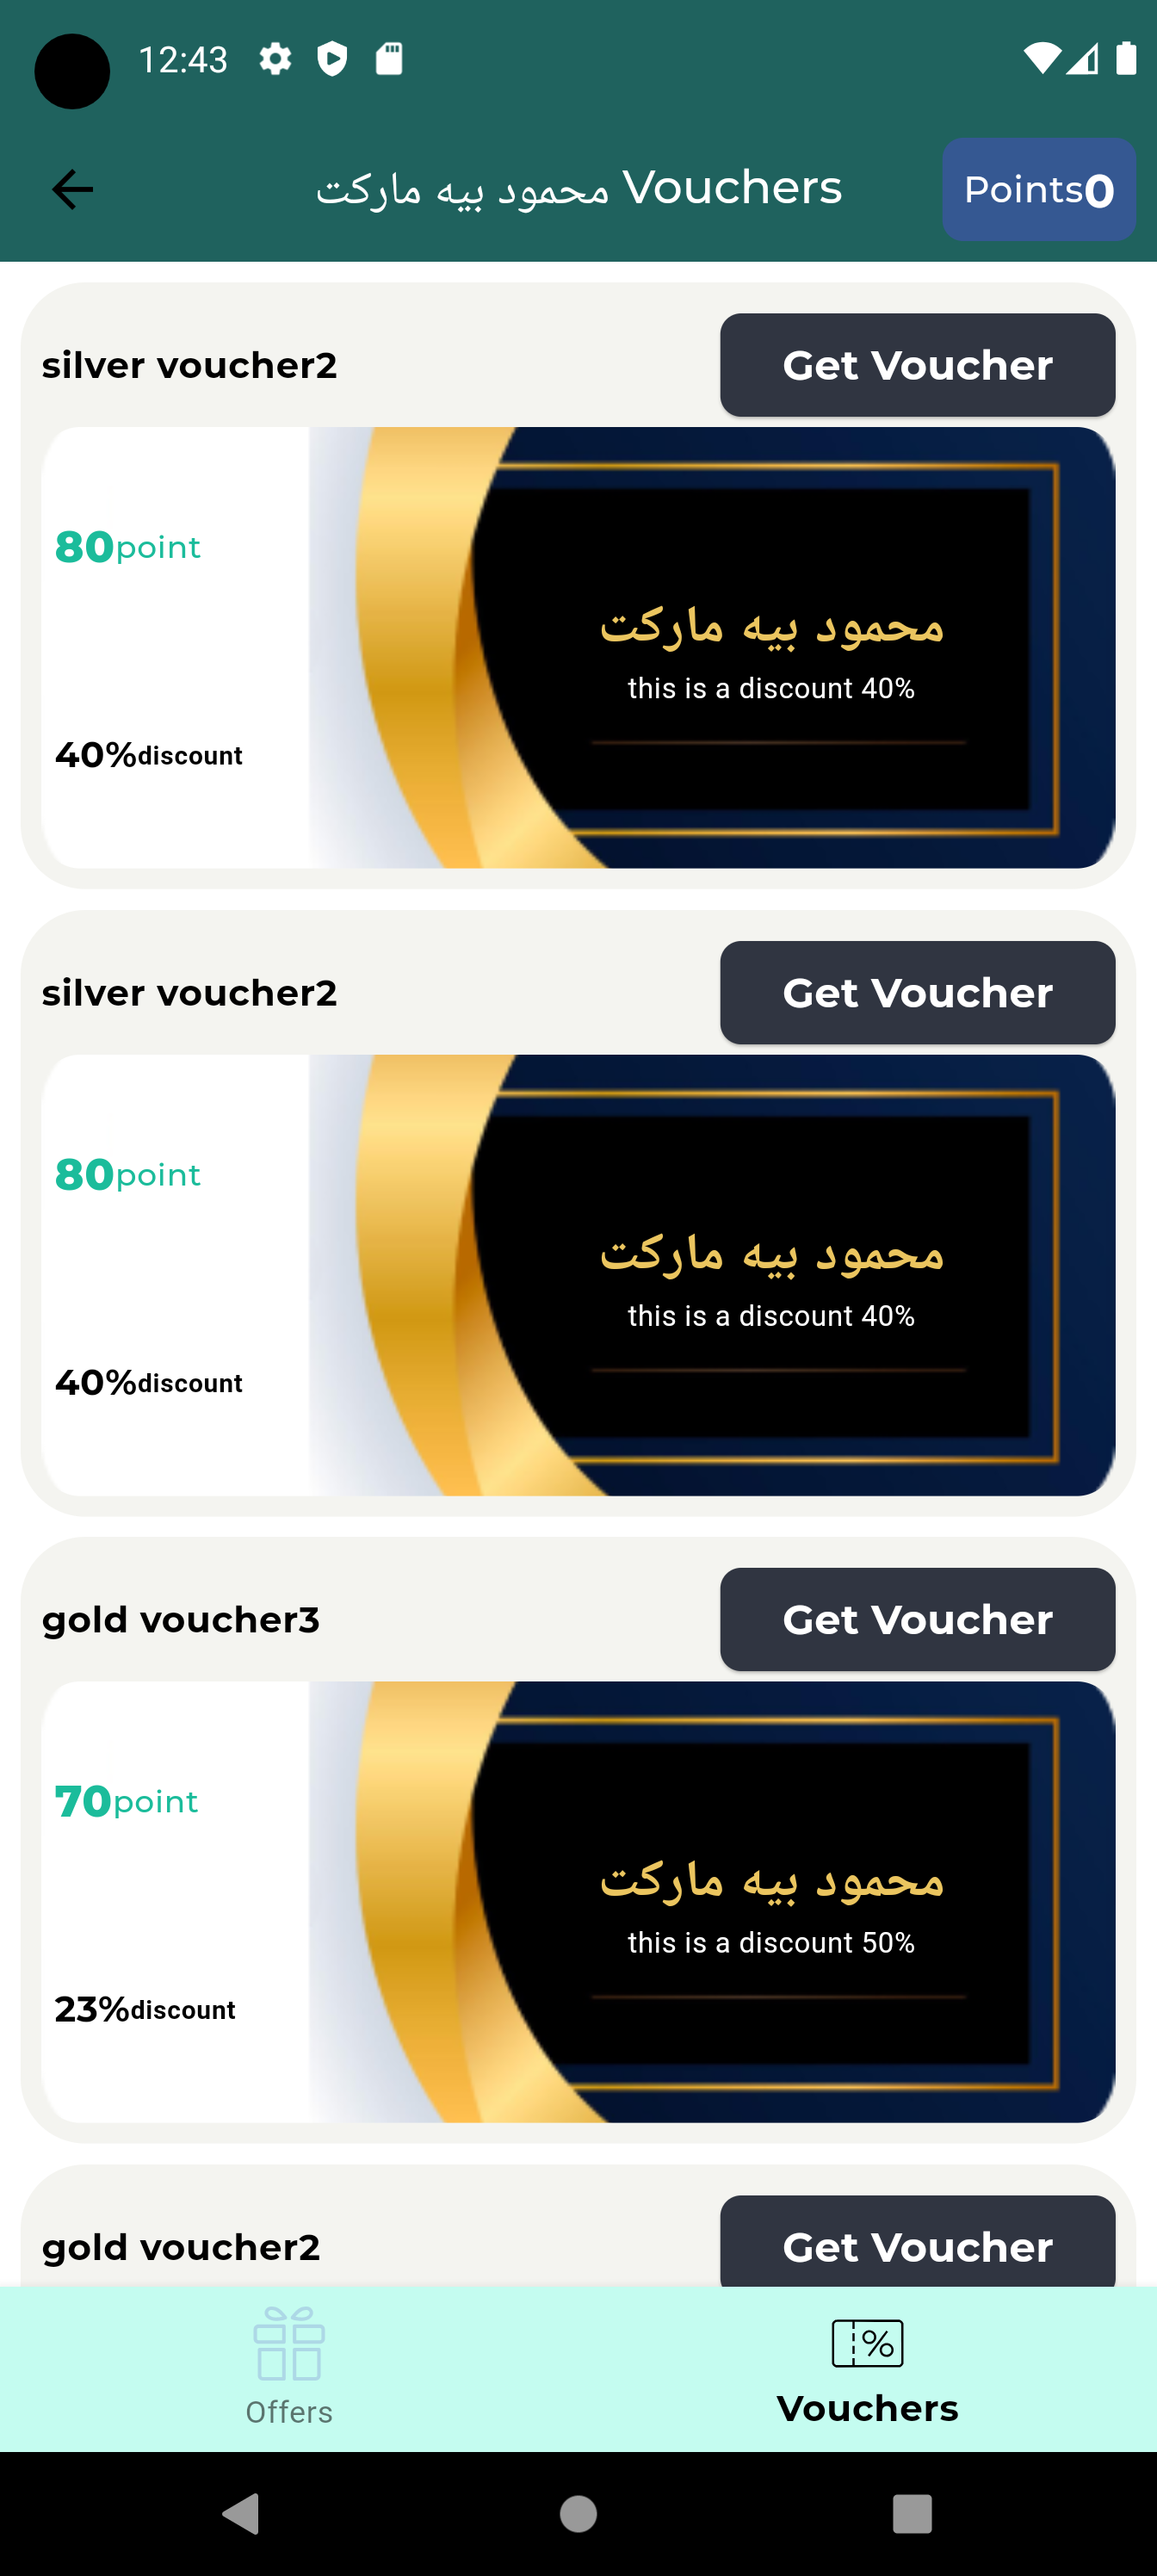 12:43
محمود بيه ماركت Vouchers
Points0
silver voucher2
Get Voucher
80point
40%discount
محمود بيه ماركت
this is a discount 40%
silver voucher2
Get Voucher
80point
40%discount
محمود بيه ماركت
this is a discount 40%
gold voucher3
Get Voucher
70point
23%discount
محمود بيه ماركت
this is a discount 50%
gold voucher2
Get Voucher
Offers
Vouchers